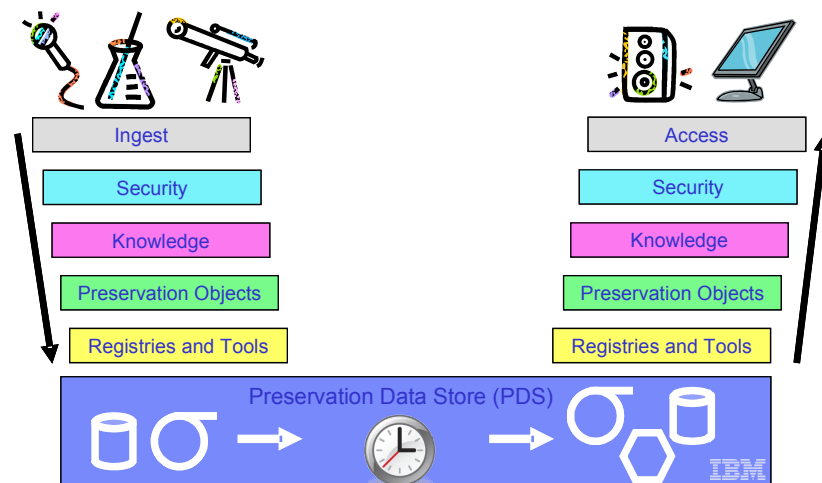 Ingest
Security
Knowledge
Preservation Objects
Registries and Tools
Access
Security
Knowledge
Preservation Objects
Registries and Tools
Preservation Data Store (PDS)
IBM